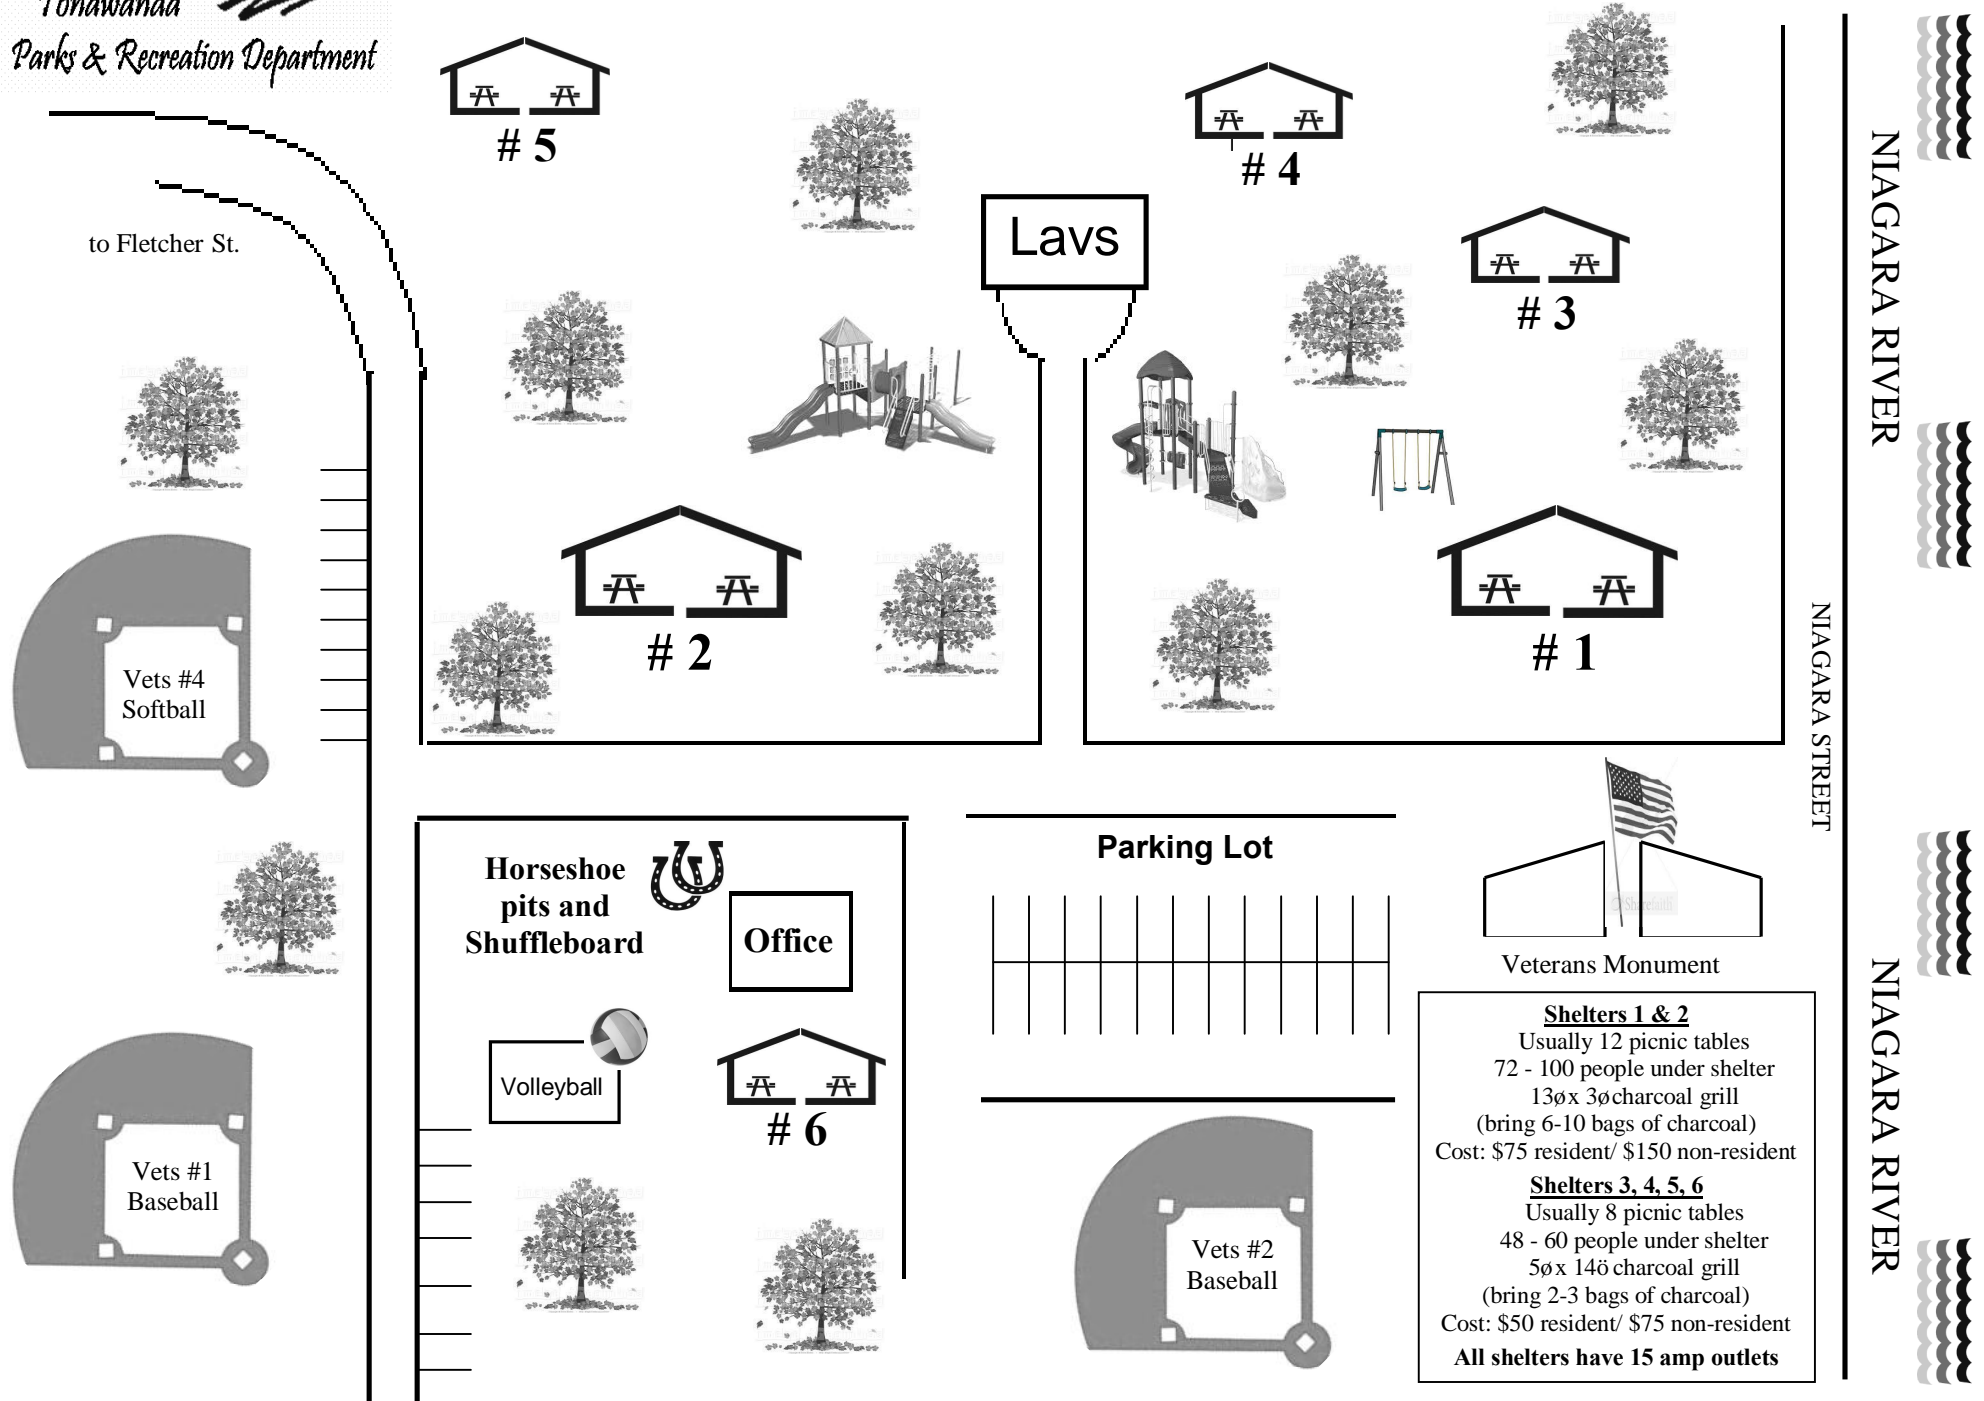 Tonawanda
Parks & Recreation Department
# 5
# 4
Lavs
to Fletcher St.
# 3
NIAGARA RIVER
# 2
# 1
Vets #4
Softball
NIAGARA STREET
Horseshoe
pits and
Shuffleboard
Office
Parking Lot
Sharefaith
Veterans Monument
Volleyball
# 6
Vets #1
Baseball
Vets #2
Baseball
Shelters 1 & 2
Usually 12 picnic tables
72 - 100 people under shelter
13øx 3øcharcoal grill
(bring 6-10 bags of charcoal)
Cost: $75 resident/ $150 non-resident
Shelters 3, 4, 5, 6
Usually 8 picnic tables
48 - 60 people under shelter
5øx 14ö charcoal grill
(bring 2-3 bags of charcoal)
Cost: $50 resident/ $75 non-resident
All shelters have 15 amp outlets
NIAGARA RIVER